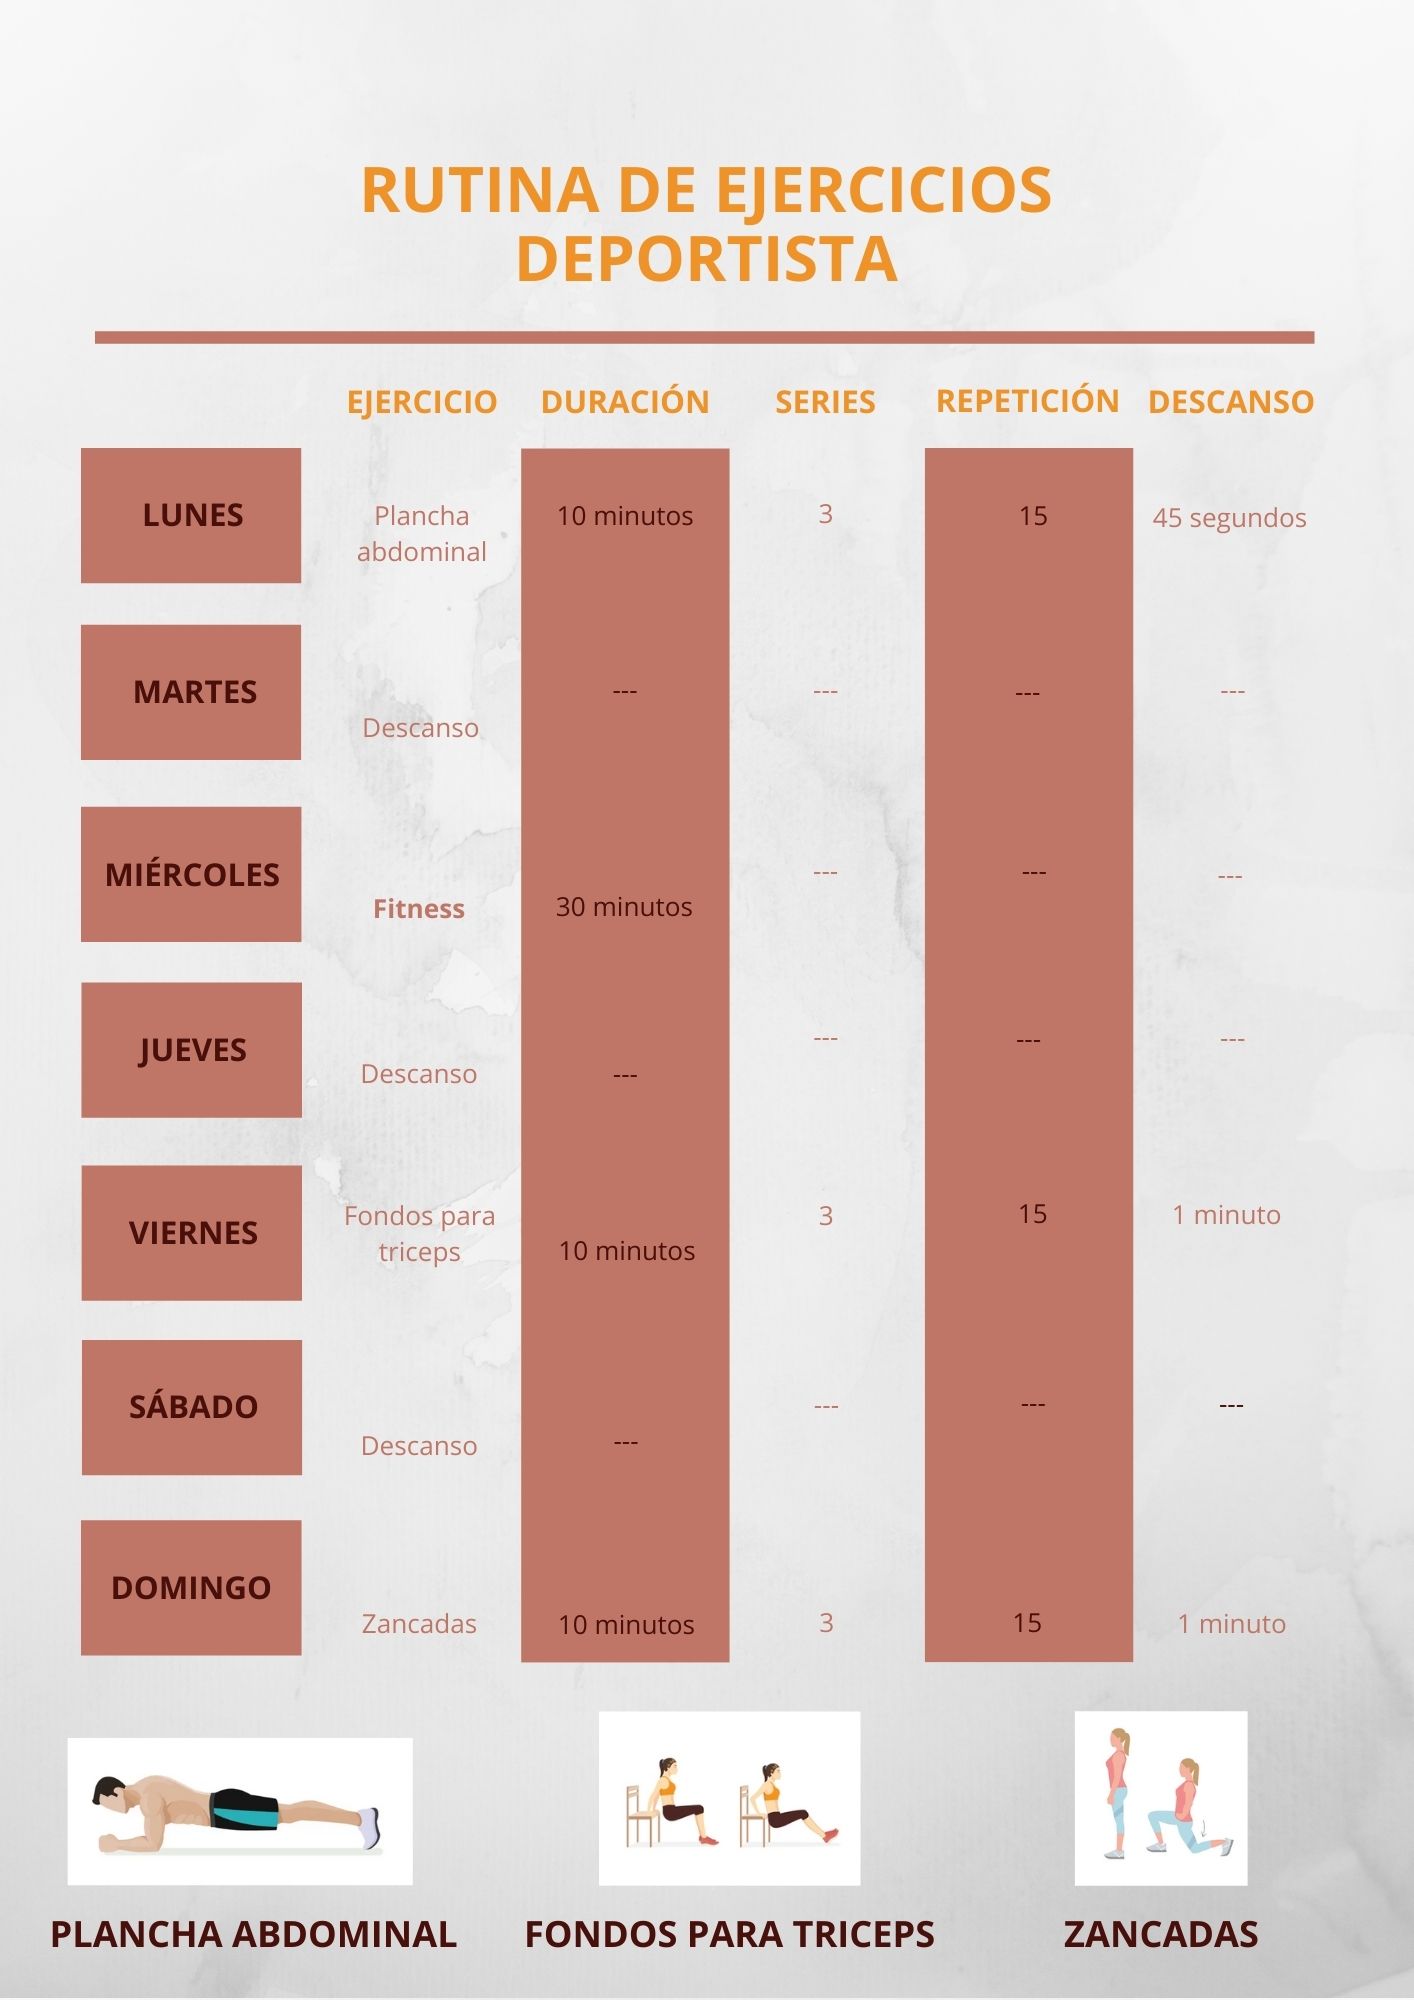 RUTINA DE EJERCICIOS
DEPORTISTA
EJERCICIO DURACIÓN SERIES REPETICIÓN DESCANSO
LUNES Plancha abdominal 10 minutos 3 15 45 segundos
MARTES Descanso --- --- --- ---
MIÉRCOLES Fitness 30 minutos --- --- ---
JUEVES Descanso --- --- --- ---
VIERNES Fondos para triceps 10 minutos 3 15 1 minuto
SÁBADO Descanso --- --- --- ---
DOMINGO Zancadas 10 minutos 3 15 1 minuto
PLANCHA ABDOMINAL FONDOS PARA TRICEPS ZANCADAS